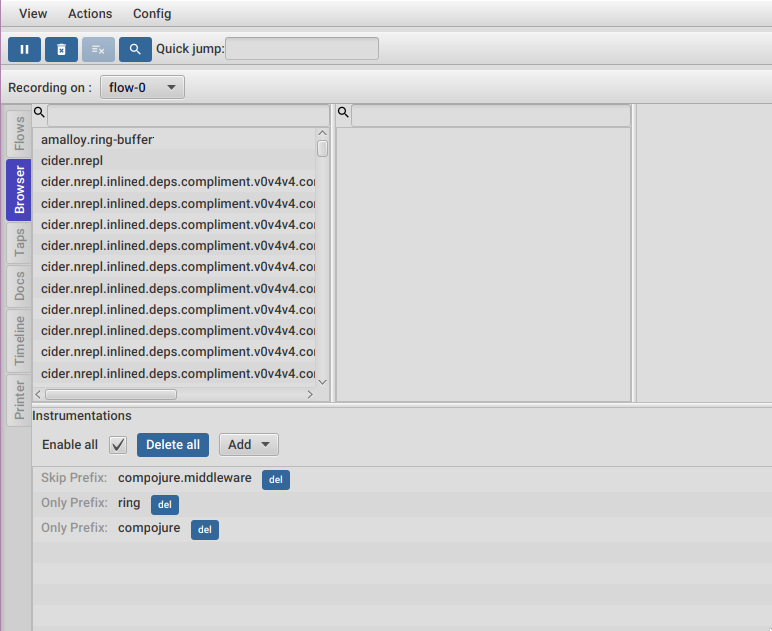 View Actions Config
Quick jump:
Recording on : flow-0
Flows
Browser
Taps
Docs
Timeline
Printer
amalloy.ring-buffer
cider.nrepl
cider.nrepl.inlined.deps.compliment.v0v4v4.co
cider.nrepl.inlined.deps.compliment.v0v4v4.co
cider.nrepl.inlined.deps.compliment.v0v4v4.co
cider.nrepl.inlined.deps.compliment.v0v4v4.co
cider.nrepl.inlined.deps.compliment.v0v4v4.co
cider.nrepl.inlined.deps.compliment.v0v4v4.co
cider.nrepl.inlined.deps.compliment.v0v4v4.co
cider.nrepl.inlined.deps.compliment.v0v4v4.co
cider.nrepl.inlined.deps.compliment.v0v4v4.co
cider.nrepl.inlined.deps.compliment.v0v4v4.co
Instrumentations
Enable all Delete all Add
Skip Prefix: compojure.middleware del
Only Prefix: ring del
Only Prefix: compojure del